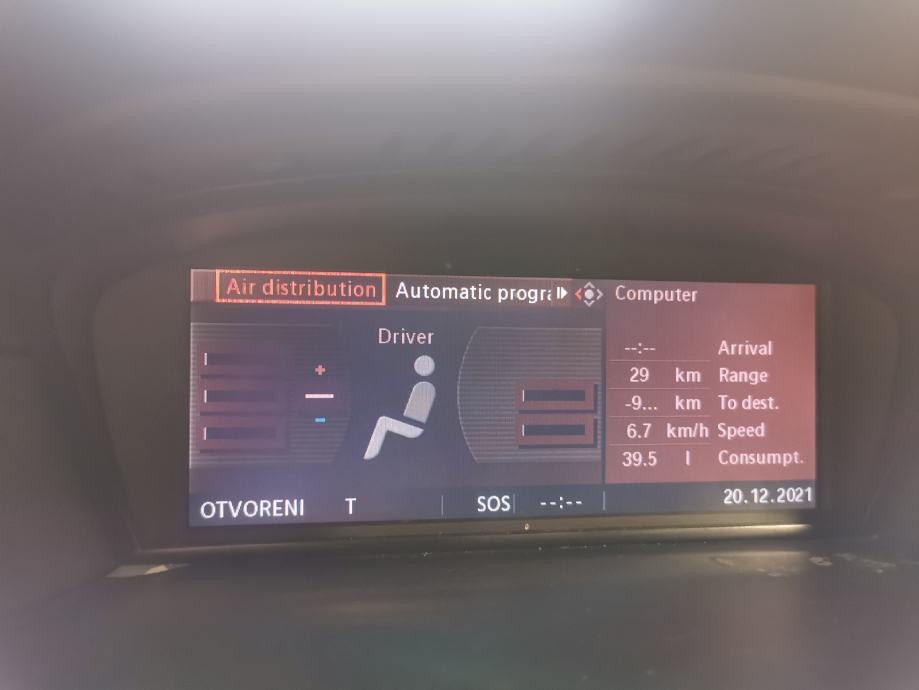 Air distribution Automatic progra Computer
Driver
--:-- Arrival
29 km Range
-9... km To dest.
6.7 km/h Speed
39.5 l Consumpt.
OTVORENI T SOS --:-- 20.12.2021